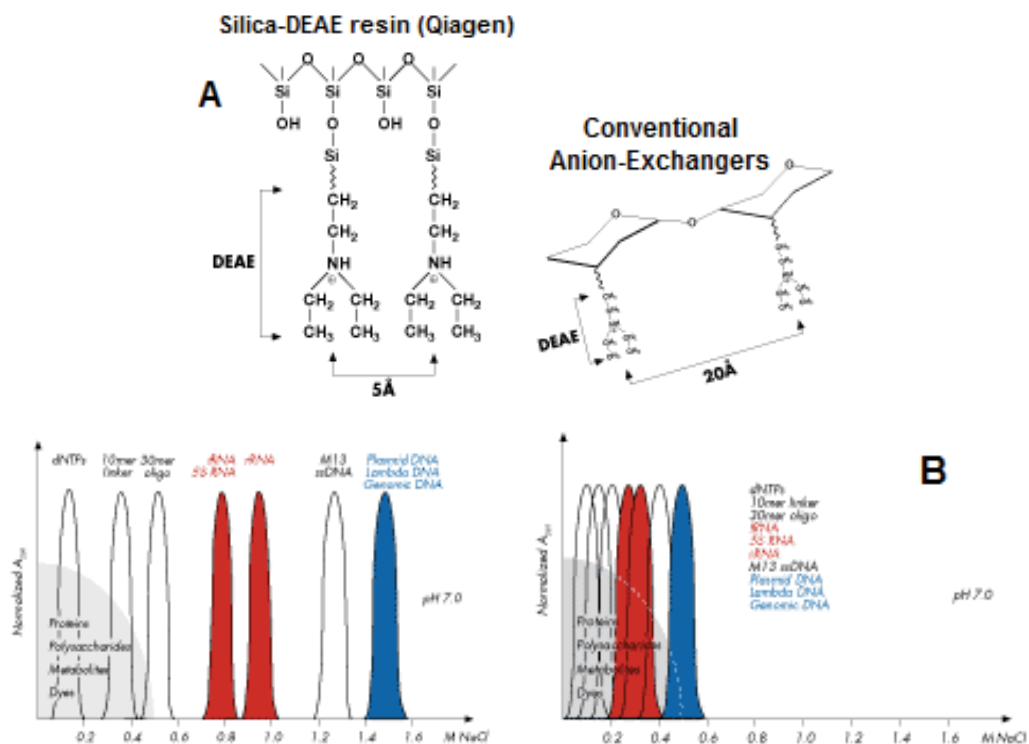 Silica-DEAE resin (Qiagen)
A
O O O
Si Si Si Si
OH O OH O
Si Si
CH2 CH2
CH2 CH2
DEAE
NH NH
⊕ ⊕
CH2 CH2 CH2 CH2
CH3 CH3 CH3 CH3
5Å
Conventional
Anion-Exchangers
O
O
O
DEAE
20Å
Normalized A
dNTPs
10mer
linker
30mer
oligo
tRNA
5S RNA
rRNA
M13
ssDNA
Plasmid DNA
Lambda DNA
Genomic DNA
pH 7.0
Proteins
Polysaccharides
Metabolites
Dyes
0.2 0.4 0.6 0.8 1.0 1.2 1.4 1.6 M NaCl
B
Normalized A
dNTPs
10mer linker
30mer oligo
tRNA
5S RNA
rRNA
M13 ssDNA
Plasmid DNA
Lambda DNA
Genomic DNA
pH 7.0
Proteins
Polysaccharides
Metabolites
Dyes
0.2 0.4 0.6 0.8 1.0 1.2 1.4 1.6 M NaCl